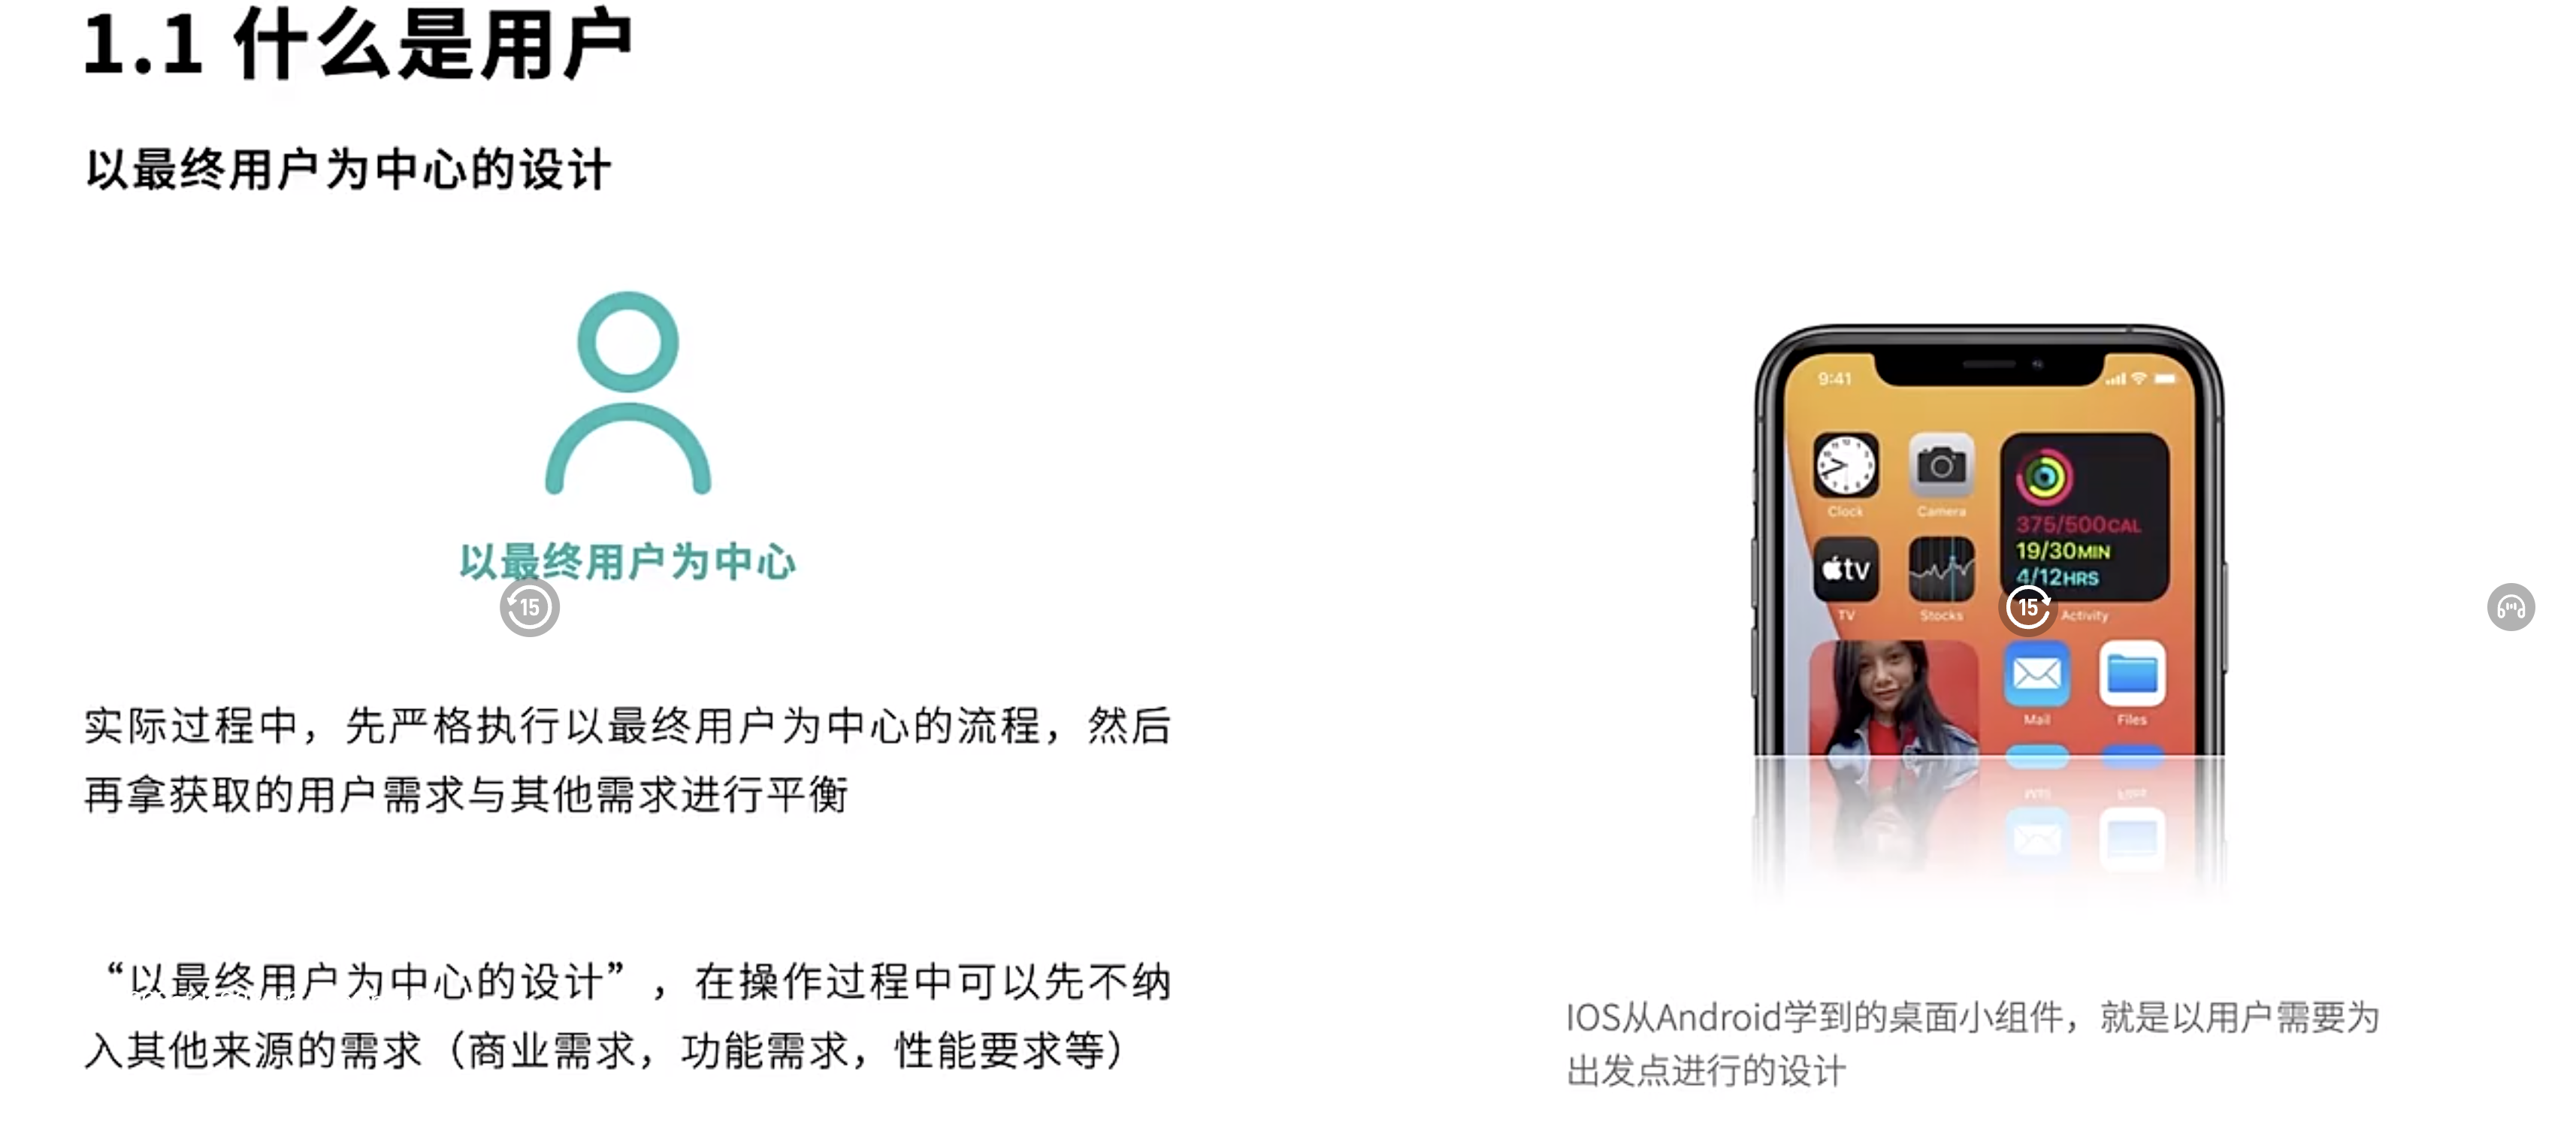 1.1 什么是用户
以最终用户为中心的设计
以最终用户为中心
15
实际过程中，先严格执行以最终用户为中心的流程，然后
再拿获取的用户需求与其他需求进行平衡
“以最终用户为中心的设计”，在操作过程中可以先不纳
入其他来源的需求（商业需求，功能需求，性能要求等）
9:41
Clock
Camera
375/500CAL
19/30MIN
4/12HRS
tv
TV
Stocks
15
Activity
Mail
Files
IOS从Android学到的桌面小组件，就是以用户需要为
出发点进行的设计